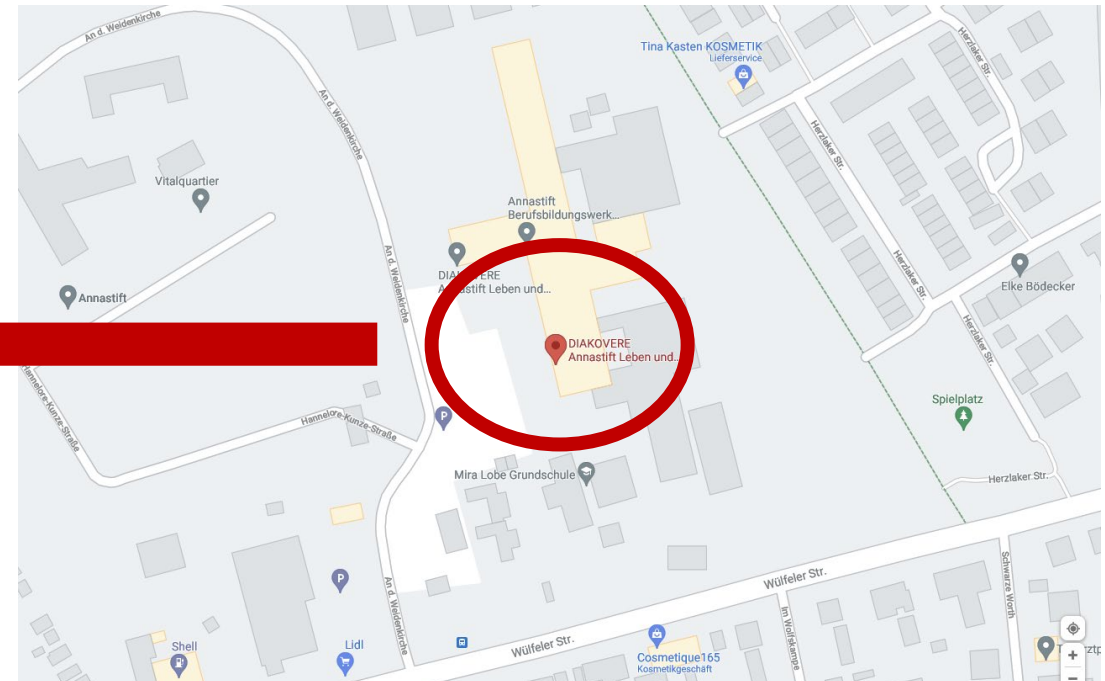 An d. Weidenkirche
Tina Kasten KOSMETIK
Lieferservice
Herzlaker Str.
An d. Weidenkirche
Herzlaker Str.
Vitalquartier
Annastift
Berufsbildungswerk...
An d. Weidenkirche
DIAKOVERE
Annastift Leben und...
Herzlaker Str.
Elke Bödecker
Annastift
DIAKOVERE
Annastift Leben und...
Herzlaker Str.
Hannelore-Kunze-Straße
Spielplatz
P
Hannelore-Kunze-Straße
Mira Lobe Grundschule
Herzlaker Str.
P
Wülfeler Str.
Schwarze Worth
An d. Weidenkirche
Im Wolfskampe
Shell
Lidl
Wülfeler Str.
Cosmetique165
Kosmetikgeschäft
+
−